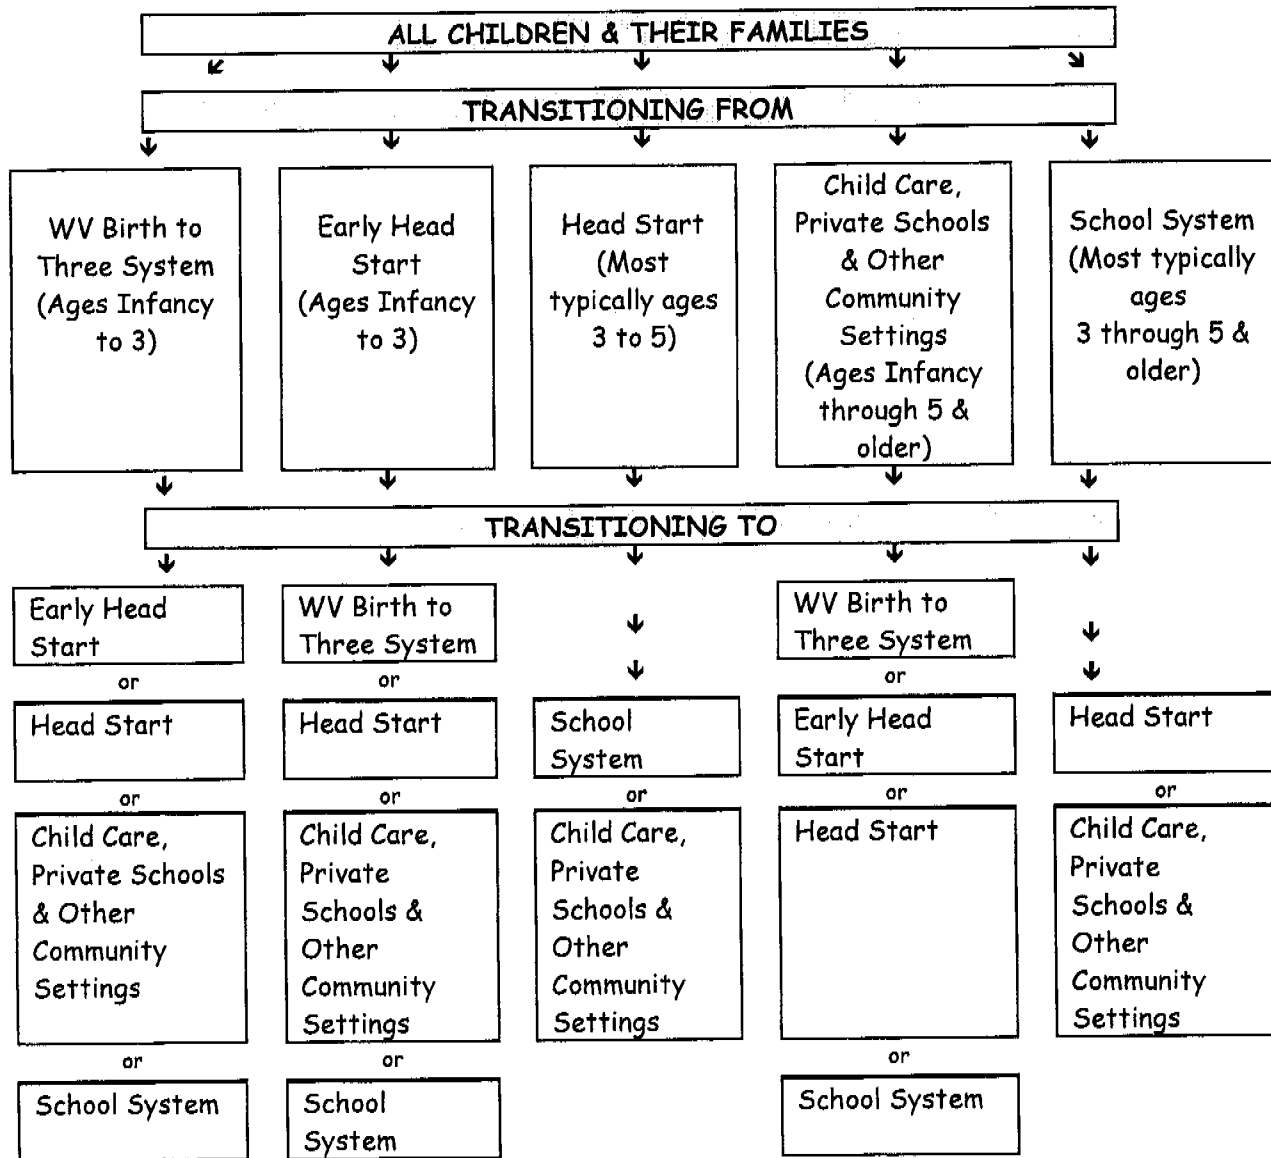 ALL CHILDREN & THEIR FAMILIES
TRANSITIONING FROM
WV Birth to
Three System
(Ages Infancy
to 3)
Early Head
Start
(Ages Infancy
to 3)
Head Start
(Most
typically ages
3 to 5)
Child Care,
Private Schools
& Other
Community
Settings
(Ages Infancy
through 5 &
older)
School System
(Most typically
ages
3 through 5 &
older)
TRANSITIONING TO
Early Head
Start
or
Head Start
or
Child Care,
Private Schools
& Other
Community
Settings
or
School System
WV Birth to
Three System
or
Head Start
or
Child Care,
Private
Schools &
Other
Community
Settings
or
School
System
School
System
or
Child Care,
Private
Schools &
Other
Community
Settings
WV Birth to
Three System
or
Early Head
Start
or
Head Start
or
School System
Head Start
or
Child Care,
Private
Schools &
Other
Community
Settings